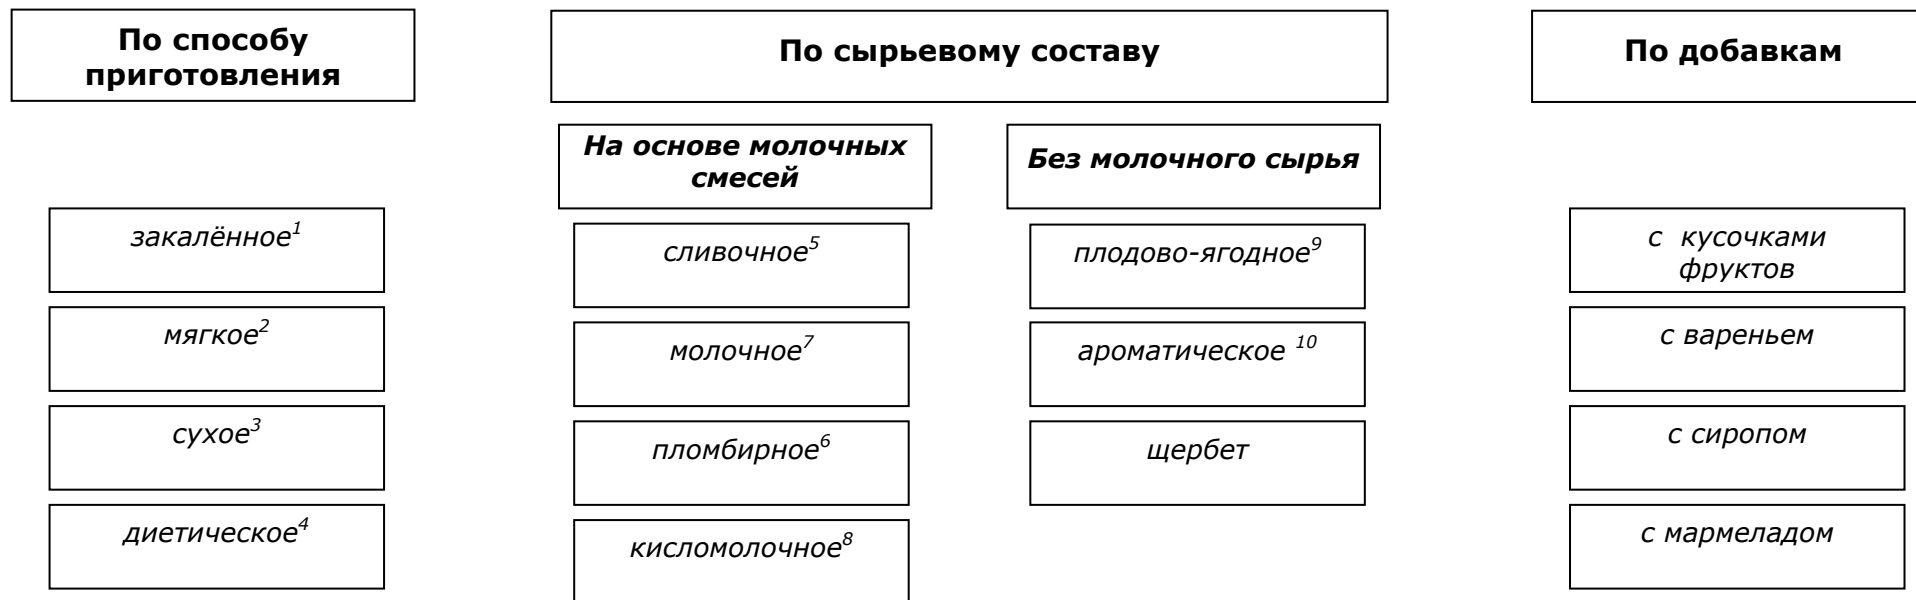 По способу
приготовления
По сырьевому составу
По добавкам
На основе молочных
смесей
Без молочного сырья
закалённое¹
мягкое²
сухое³
диетическое⁴
сливочное⁵
молочное⁷
пломбирное⁶
кисломолочное⁸
плодово-ягодное⁹
ароматическое ¹⁰
щербет
с кусочками
фруктов
с вареньем
с сиропом
с мармеладом